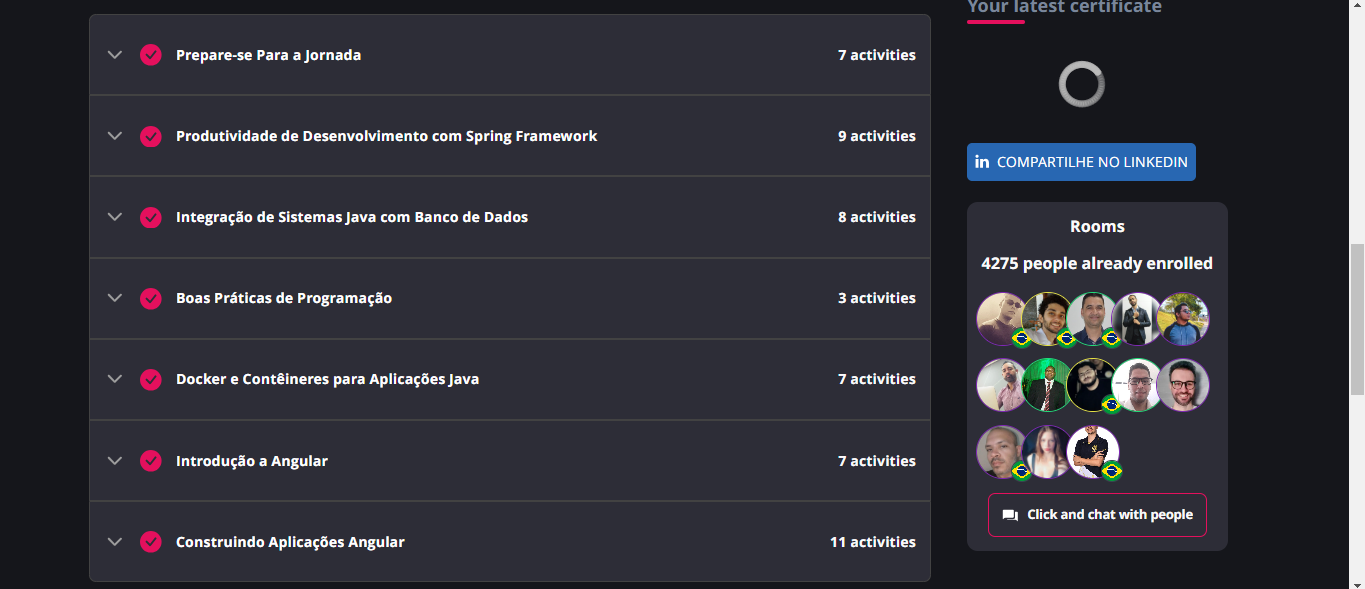 Your latest certificate
Prepare-se Para a Jornada 7 activities
Produtividade de Desenvolvimento com Spring Framework 9 activities
Integração de Sistemas Java com Banco de Dados 8 activities
Boas Práticas de Programação 3 activities
Docker e Contêineres para Aplicações Java 7 activities
Introdução a Angular 7 activities
Construindo Aplicações Angular 11 activities
in COMPARTILHE NO LINKEDIN
Rooms
4275 people already enrolled
Click and chat with people